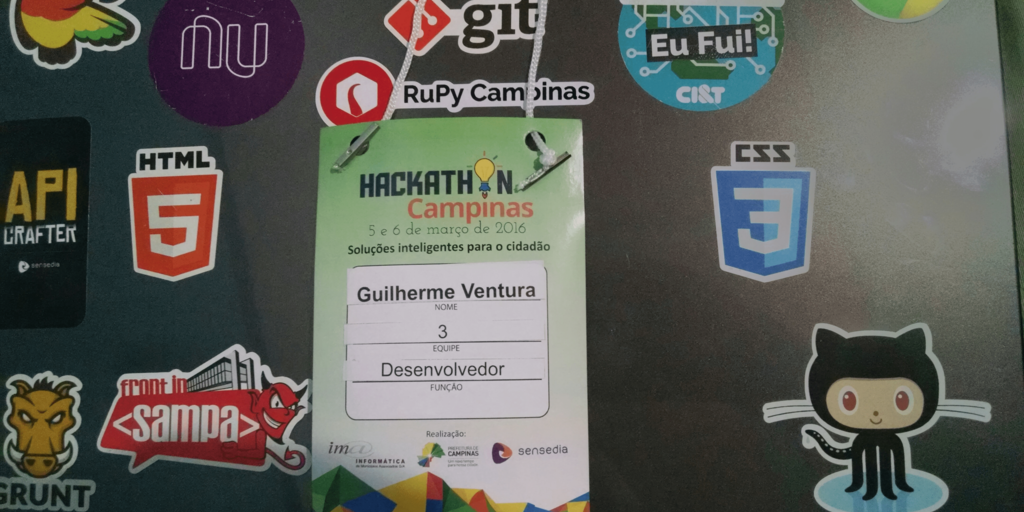 nu
git
Eu Fui!
CI&T
RuPy Campinas
HTML
5
CSS
3
API
CRAFTER
sensedia
HACKATHON
Campinas
5 e 6 de março de 2016
Soluções inteligentes para o cidadão
Guilherme Ventura
NOME
3
EQUIPE
Desenvolvedor
FUNÇÃO
Realização:
ima
INFORMÁTICA
PREFEITURA DE
CAMPINAS
sensedia
front in
<sampa>
GRUNT